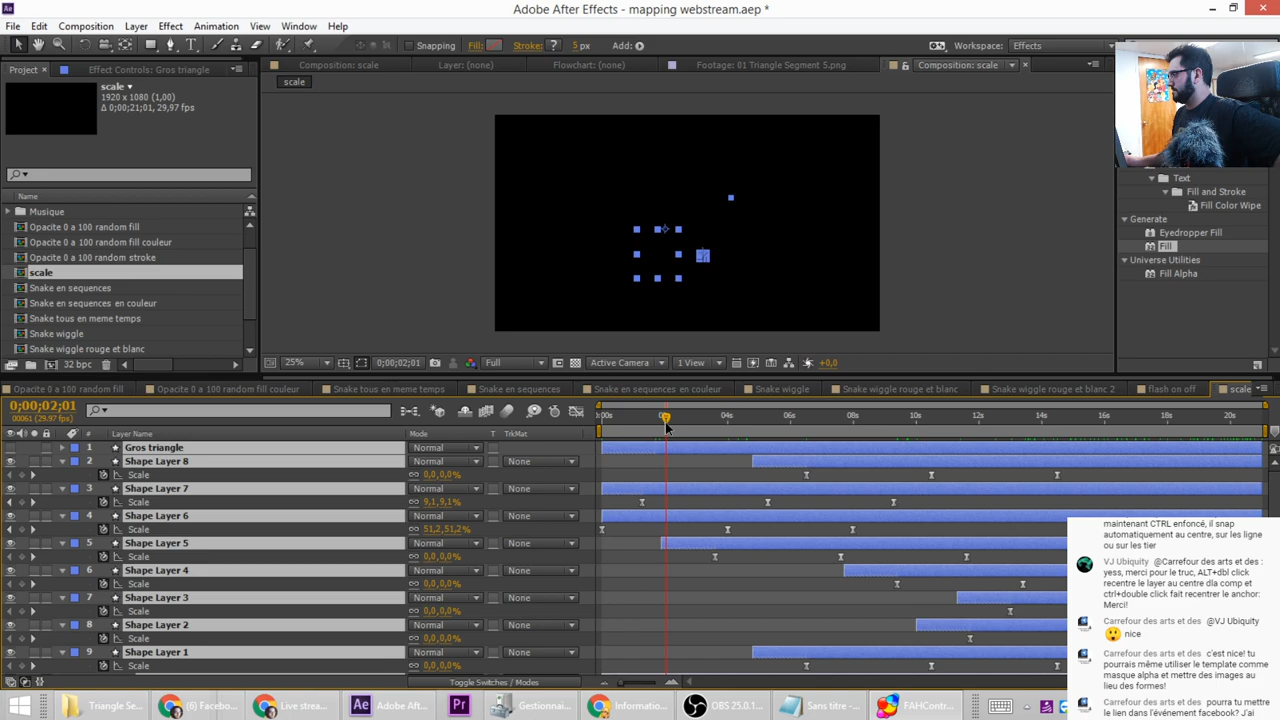 Adobe After Effects - mapping webstream.aep *
File Edit Composition Layer Effect Animation View Window Help
Snapping Fill: Stroke: ? 5 px Add: Workspace: Effects
Project Effect Controls: Gros triangle
Composition: scale Layer: (none) Flowchart: (none) Footage: 01 Triangle Segment 5.png Composition: scale
scale
scale
1920 x 1080 (1,00)
Δ 0;00;21;01, 29,97 fps
Name
Musique
Opacite 0 a 100 random fill
Opacite 0 a 100 random fill couleur
Opacite 0 a 100 random stroke
scale
Snake en sequences
Snake en sequences en couleur
Snake tous en meme temps
Snake wiggle
Snake wiggle rouge et blanc
32 bpc
Text
Fill and Stroke
Fill Color Wipe
Generate
Eyedropper Fill
Fill
Universe Utilities
Fill Alpha
25% 0;00;02;01 Full Active Camera 1 View +0,0
Opacite 0 a 100 random fill Opacite 0 a 100 random fill couleur Snake tous en meme temps Snake en sequences Snake en sequences en couleur Snake wiggle Snake wiggle rouge et blanc Snake wiggle rouge et blanc 2 flash on off scale
0;00;02;01
00061 (29.97 fps)
04s 06s 08s 10s 12s 14s 16s 18s 20s
# Layer Name Mode T TrkMat
1 Gros triangle Normal
2 Shape Layer 8 Normal None
Scale 0,0,0,0%
3 Shape Layer 7 Normal None
Scale 9,1,9,1%
4 Shape Layer 6 Normal None
Scale 51,2,51,2%
5 Shape Layer 5 Normal None
Scale 0,0,0,0%
6 Shape Layer 4 Normal None
Scale 0,0,0,0%
7 Shape Layer 3 Normal None
Scale 0,0,0,0%
8 Shape Layer 2 Normal None
Scale 0,0,0,0%
9 Shape Layer 1 Normal None
Scale 0,0,0,0%
Toggle Switches / Modes
maintenant CTRL enfoncé, il snap
automatiquement au centre, sur les ligne
ou sur les tier
VJ Ubiquity @Carrefour des arts et des :
yess, merci pour le truc, ALT+dbl click
recentre le layer au centre dla comp et
ctrl+double click fait recentrer le anchor:
Merci!
Carrefour des arts et des @VJ Ubiquity
nice
Carrefour des arts et des c'est nice! tu
pourrais même utiliser le template comme
masque alpha et mettre des images au
lieu des formes!
Carrefour des arts et des pourra tu mettre
le lien dans l'événement facebook? J'ai
Triangle Se... (6) Facebo... Live strea... Adobe Aft... Gestionnai... Informatio... OBS 25.0.1... Sans titre -... FAHContr...